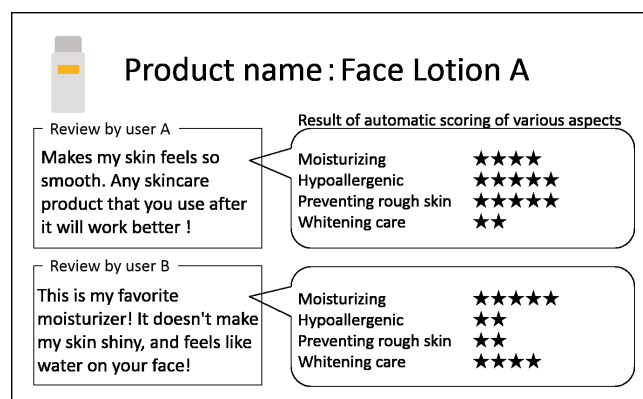 Product name : Face Lotion A
Result of automatic scoring of various aspects
Review by user A
Makes my skin feels so
smooth. Any skincare
product that you use after
it will work better !
Moisturizing ★★★★
Hypoallergenic ★★★★★
Preventing rough skin ★★★★★
Whitening care ★★
Review by user B
This is my favorite
moisturizer! It doesn't make
my skin shiny, and feels like
water on your face!
Moisturizing ★★★★★
Hypoallergenic ★★
Preventing rough skin ★★
Whitening care ★★★★